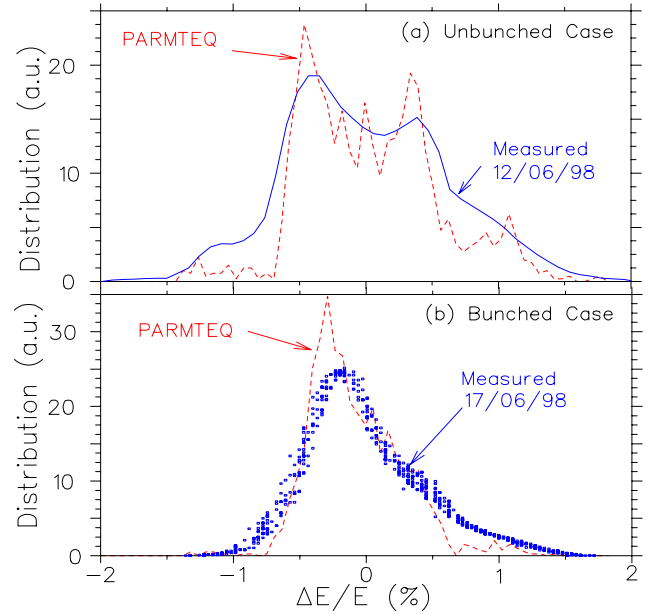 (a) Unbunched Case
PARMTEQ
Measured
12/06/98
Distribution (a.u.)
20
10
0
(b) Bunched Case
PARMTEQ
Measured
17/06/98
Distribution (a.u.)
30
20
10
0
-2
-1
0
1
2
ΔE/E (%)